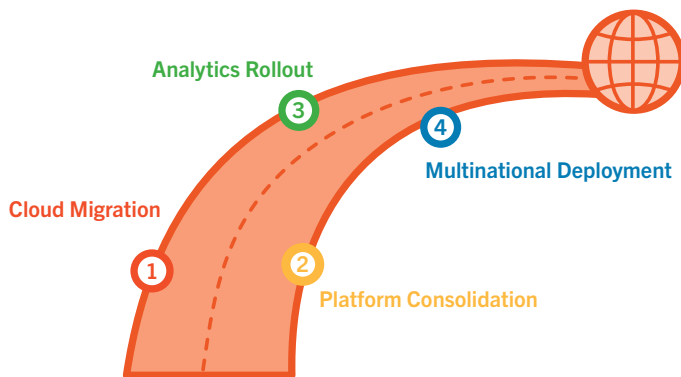 Analytics Rollout
3
4
Multinational Deployment
Cloud Migration
1
2
Platform Consolidation